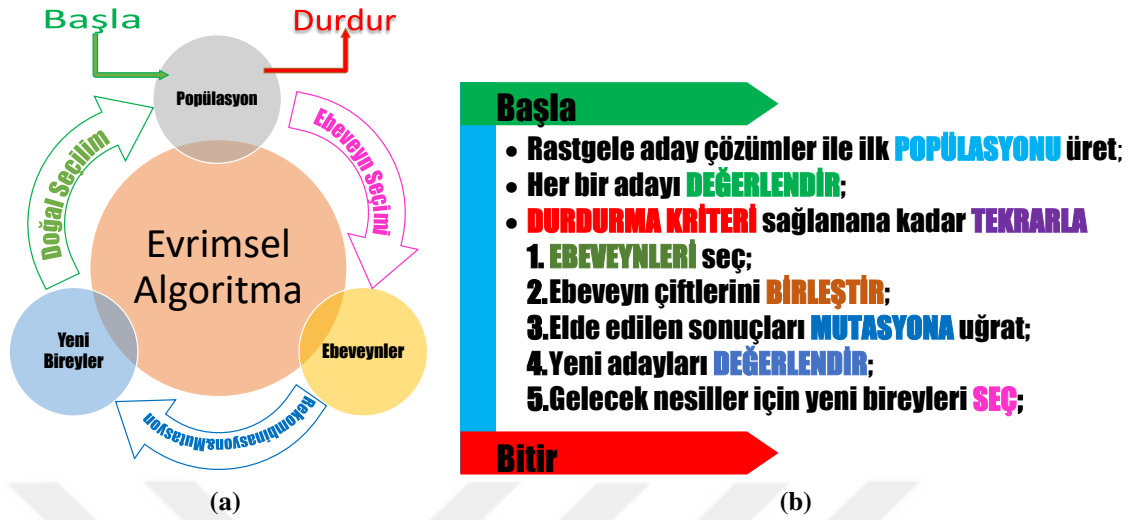 Başla
Durdur
Popülasyon
Ebeveyn Seçimi
Doğal Seçilim
Evrimsel
Algoritma
Yeni
Bireyler
Ebeveynler
Rekombinasyon&Mutasyon
(a)
Başla
• Rastgele aday çözümler ile ilk POPÜLASYONU üret;
• Her bir adayı DEĞERLENDİR;
• DURDURMA KRİTERİ sağlanana kadar TEKRARLA
1. EBEVEYNLERİ seç;
2.Ebeveyn çiftlerini BİRLEŞTİR;
3.Elde edilen sonuçları MUTASYONA uğrat;
4.Yeni adayları DEĞERLENDİR;
5.Gelecek nesiller için yeni bireyleri SEÇ;
Bitir
(b)